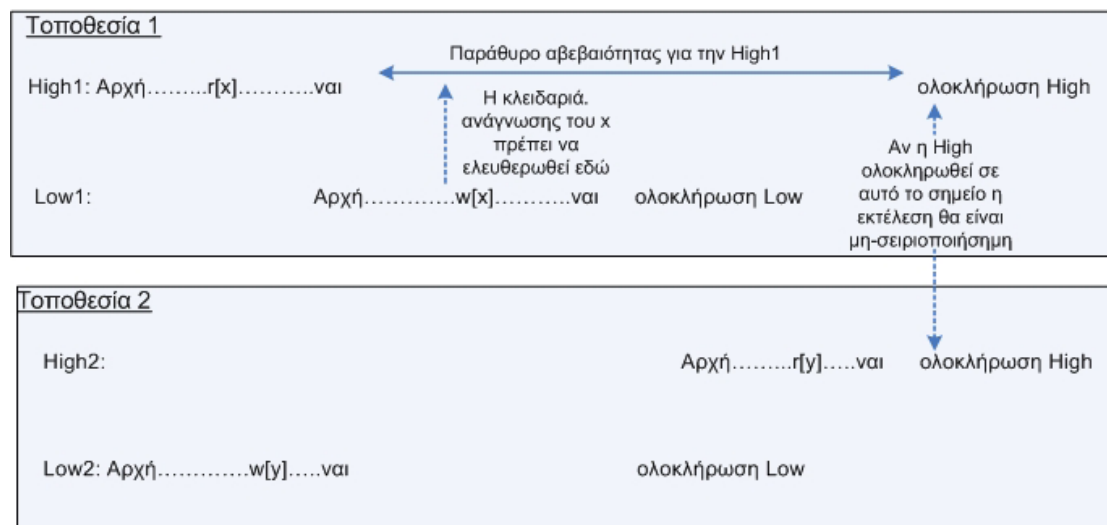 Τοποθεσία 1
Παράθυρο αβεβαιότητας για την High1
High1: Αρχή………r[x]………..ναι
ολοκλήρωση High
Η κλειδαριά.
ανάγνωσης του x
πρέπει να
ελευθερωθεί εδώ
Αν η High
ολοκληρωθεί σε
αυτό το σημείο η
εκτέλεση θα είναι
μη-σειριοποιήσημη
Low1: Αρχή………….w[x]………..ναι ολοκλήρωση Low
Τοποθεσία 2
High2: Αρχή………r[y]…..ναι ολοκλήρωση High
Low2: Αρχή………….w[y]…..ναι ολοκλήρωση Low